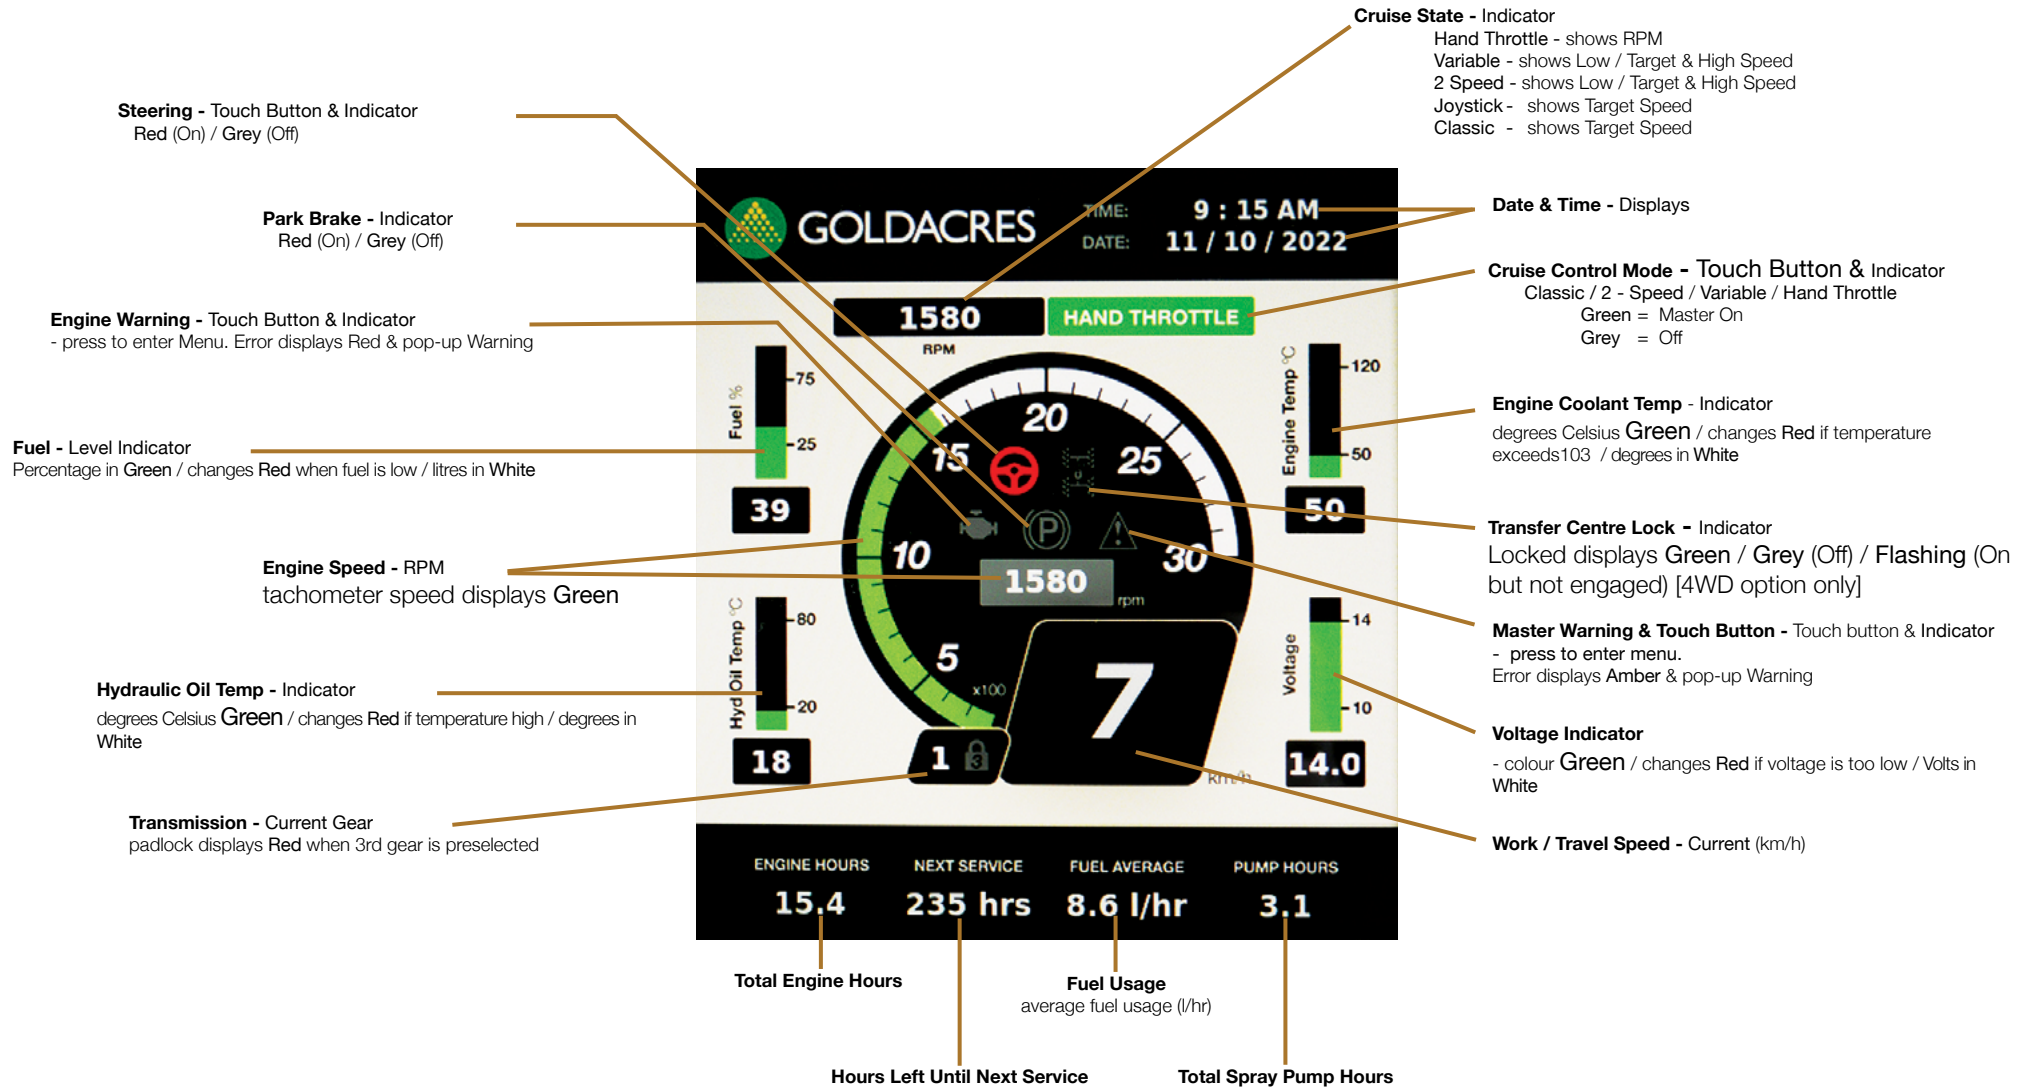 Cruise State - Indicator
Hand Throttle - shows RPM
Variable - shows Low / Target & High Speed
2 Speed - shows Low / Target & High Speed
Joystick - shows Target Speed
Classic - shows Target Speed
Steering - Touch Button & Indicator
Red (On) / Grey (Off)
Park Brake - Indicator
Red (On) / Grey (Off)
Engine Warning - Touch Button & Indicator
- press to enter Menu. Error displays Red & pop-up Warning
Fuel - Level Indicator
Percentage in Green / changes Red when fuel is low / litres in White
Engine Speed - RPM
tachometer speed displays Green
Hydraulic Oil Temp - Indicator
degrees Celsius Green / changes Red if temperature high / degrees in
White
Transmission - Current Gear
padlock displays Red when 3rd gear is preselected
GOLDACRES
TIME: 9 : 15 AM
DATE: 11 / 10 / 2022
1580 HAND THROTTLE
RPM
Fuel %
75
25
39
Engine Temp °C
120
50
50
5
10
15
20
25
30
x100
P
1580
rpm
Hyd Oil Temp °C
80
20
18
Voltage
14
10
14.0
1 3
7
km/h
ENGINE HOURS NEXT SERVICE FUEL AVERAGE PUMP HOURS
15.4 235 hrs 8.6 l/hr 3.1
Date & Time - Displays
Cruise Control Mode - Touch Button & Indicator
Classic / 2 - Speed / Variable / Hand Throttle
Green = Master On
Grey = Off
Engine Coolant Temp - Indicator
degrees Celsius Green / changes Red if temperature
exceeds103 / degrees in White
Transfer Centre Lock - Indicator
Locked displays Green / Grey (Off) / Flashing (On
but not engaged) [4WD option only]
Master Warning & Touch Button - Touch button & Indicator
- press to enter menu.
Error displays Amber & pop-up Warning
Voltage Indicator
- colour Green / changes Red if voltage is too low / Volts in
White
Work / Travel Speed - Current (km/h)
Total Engine Hours
Fuel Usage
average fuel usage (l/hr)
Hours Left Until Next Service
Total Spray Pump Hours